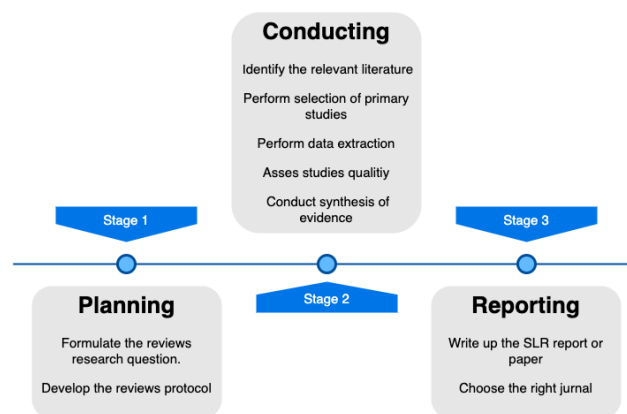 Conducting
Identify the relevant literature
Perform selection of primary
studies
Perform data extraction
Asses studies qualitiy
Conduct synthesis of
evidence
Stage 1
Stage 3
Stage 2
Planning
Formulate the reviews
research question.
Develop the reviews protocol
Reporting
Write up the SLR report or
paper
Choose the right jurnal